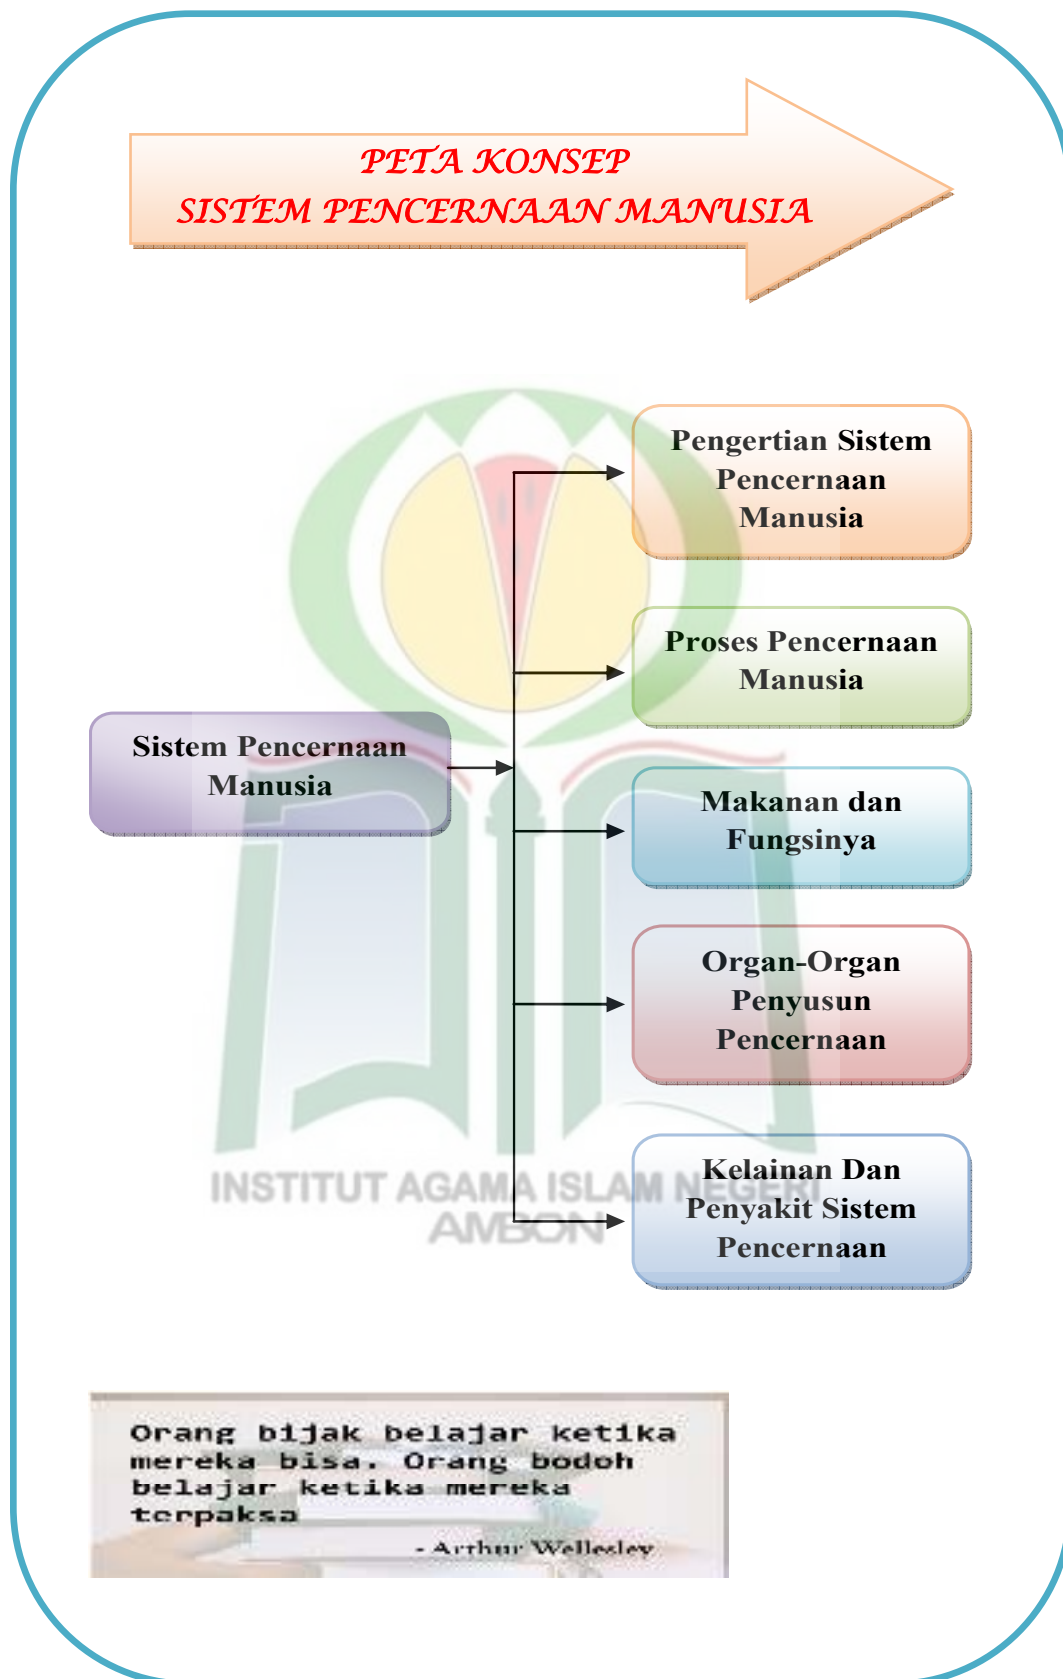 PETA KONSEP
SISTEM PENCERNAAN MANUSIA
Pengertian Sistem
Pencernaan
Manusia
Proses Pencernaan
Manusia
Sistem Pencernaan
Manusia
Makanan dan
Fungsinya
Organ-Organ
Penyusun
Pencernaan
Kelainan Dan
Penyakit Sistem
Pencernaan
INSTITUT AGAMA ISLAM NEGERI
AMBON
Orang bijak belajar ketika
mereka bisa. Orang bodoh
belajar ketika mereka
terpaksa
- Arthur Wellesley